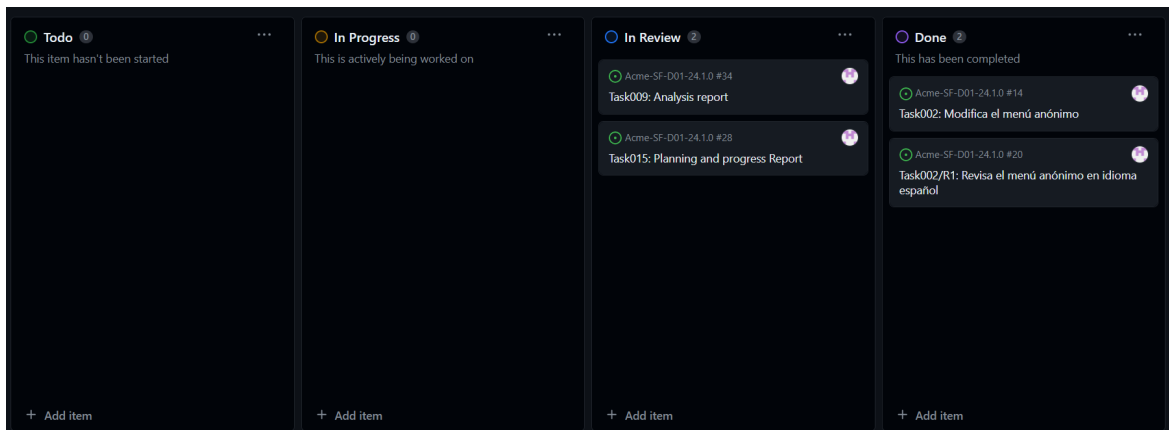 Todo 0 ...
This item hasn't been started
+ Add item
In Progress 0 ...
This is actively being worked on
+ Add item
In Review 2 ...
Acme-SF-D01-24.1.0 #34
Task009: Analysis report
Acme-SF-D01-24.1.0 #28
Task015: Planning and progress Report
+ Add item
Done 2 ...
This has been completed
Acme-SF-D01-24.1.0 #14
Task002: Modifica el menú anónimo
Acme-SF-D01-24.1.0 #20
Task002/R1: Revisa el menú anónimo en idioma
español
+ Add item